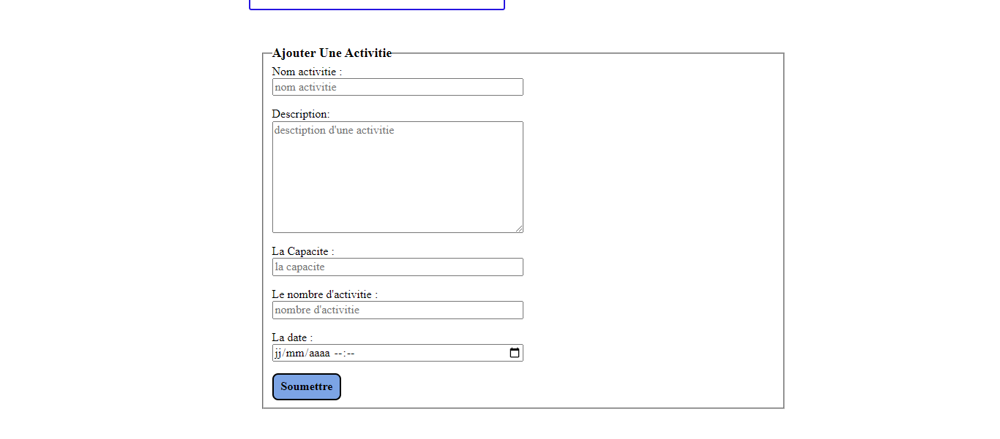 Ajouter Une Activitie
Nom activitie :
nom activitie
Description:
desctiption d'une activitie
La Capacite :
la capacite
Le nombre d'activitie :
nombre d'activitie
La date :
jj/mm/aaaa --:--
Soumettre